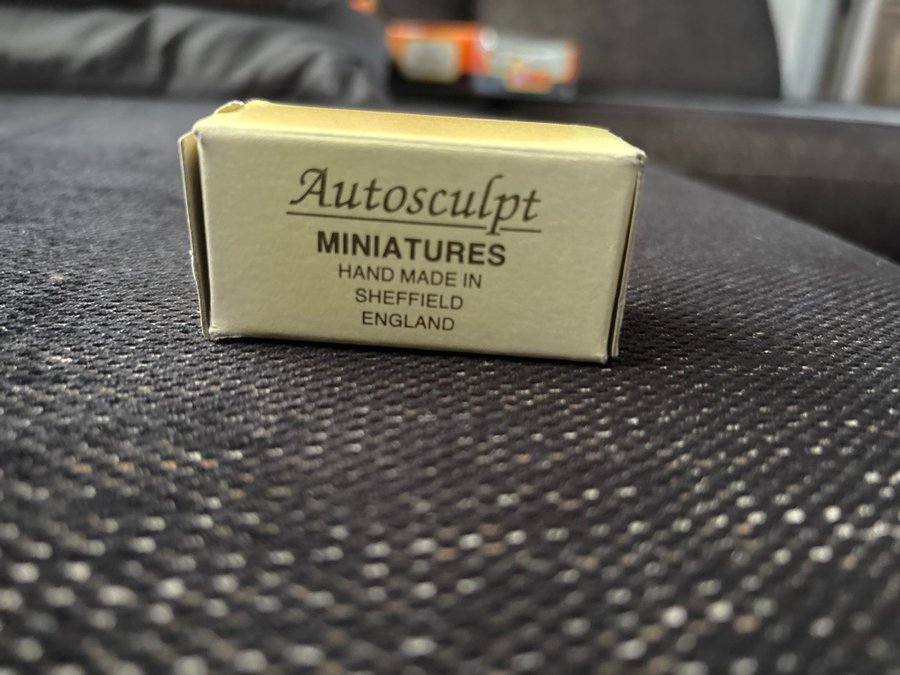 Autosculpt
MINIATURES
HAND MADE IN
SHEFFIELD
ENGLAND